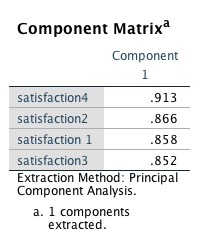 Component Matrixa
Component
1
satisfaction4 .913
satisfaction2 .866
satisfaction 1 .858
satisfaction3 .852
Extraction Method: Principal
Component Analysis.
a. 1 components
extracted.